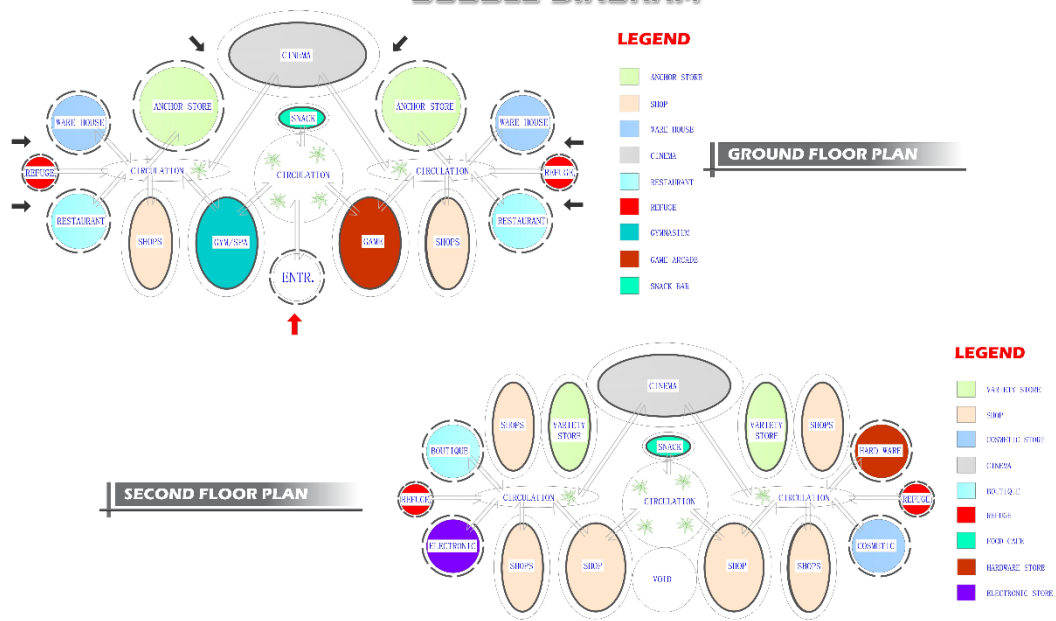 BUBBLE DIAGRAM
LEGEND
CINEMA
ANCHOR STORE
SHOP
WARE HOUSE
CINEMA
RESTAURANT
REFUGE
GYMNASIUM
GAME ARCADE
SNACK BAR
ANCHOR STORE
ANCHOR STORE
SNACK
WARE HOUSE
WARE HOUSE
GROUND FLOOR PLAN
REFUGE
CIRCULATION
CIRCULATION
CIRCULATION
REFUGE
RESTAURANT
SHOPS
GYM/SPA
GAME
SHOPS
RESTAURANT
ENTR.
LEGEND
VARIETY STORE
SHOP
COSMETIC STORE
CINEMA
BOUTIQUE
REFUGE
FOOD CAFE
HARDWARE STORE
ELECTRONIC STORE
CINEMA
SHOPS
VARIETY
STORE
VARIETY
STORE
SHOPS
BOUTIQUE
SNACK
HARD WARE
SECOND FLOOR PLAN
REFUGE
CIRCULATION
CIRCULATION
CIRCULATION
REFUGE
ELECTRONIC
SHOPS
SHOP
VOID
SHOP
SHOPS
COSMETIC